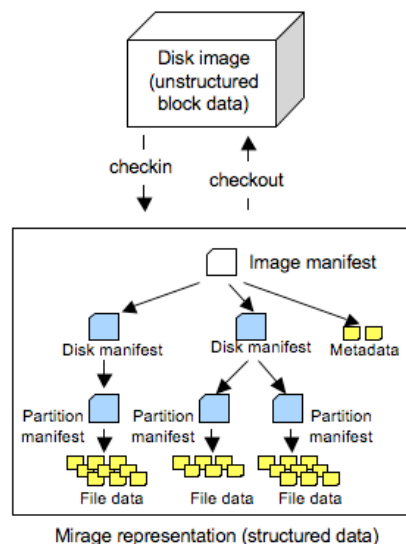 Disk image
(unstructured
block data)
checkin
checkout
Image manifest
Disk manifest
Disk manifest
Metadata
Partition
manifest
Partition
manifest
Partition
manifest
File data
File data
File data
Mirage representation (structured data)